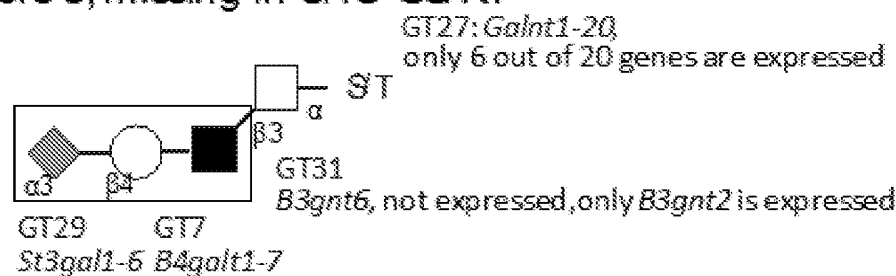 GT27: Galnt1-20,
only 6 out of 20 genes are expressed
S/T
α
β3
α3
β4
GT31
B3gnt6, not expressed, only B3gnt2 is expressed
GT29 GT7
St3gal1-6 B4galt1-7